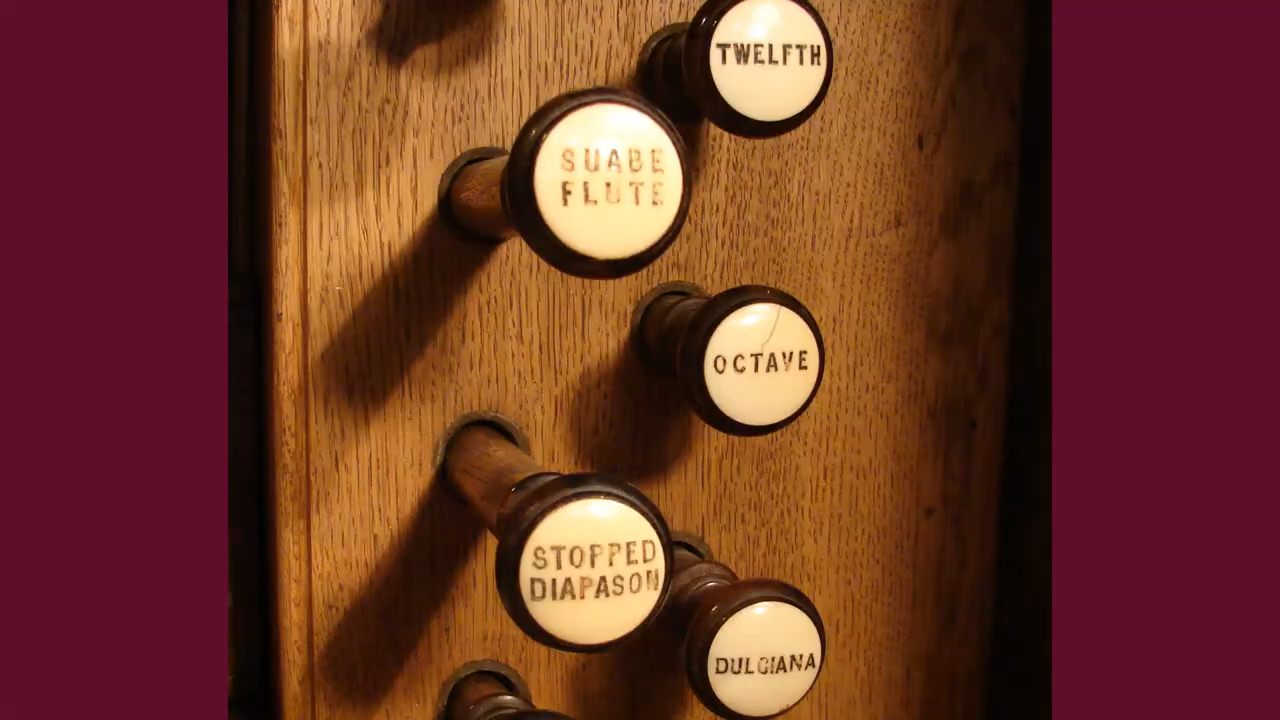 TWELFTH
SUABE
FLUTE
OCTAVE
STOPPED
DIAPASON
DULCIANA